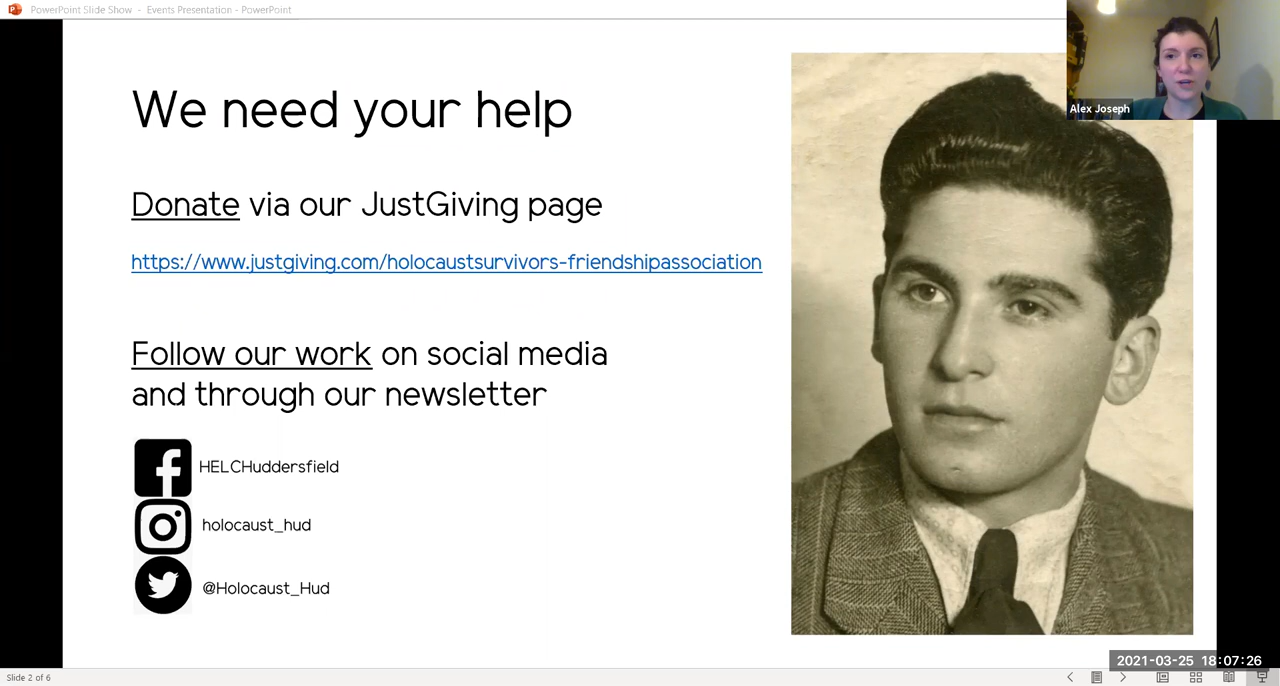 PowerPoint Slide Show - Events Presentation - PowerPoint
Alex Joseph
We need your help
Donate via our JustGiving page
https://www.justgiving.com/holocaustsurvivors-friendshipassociation
Follow our work on social media
and through our newsletter
HELCHuddersfield
holocaust_hud
@Holocaust_Hud
2021-03-25 18:07:26
Slide 2 of 6